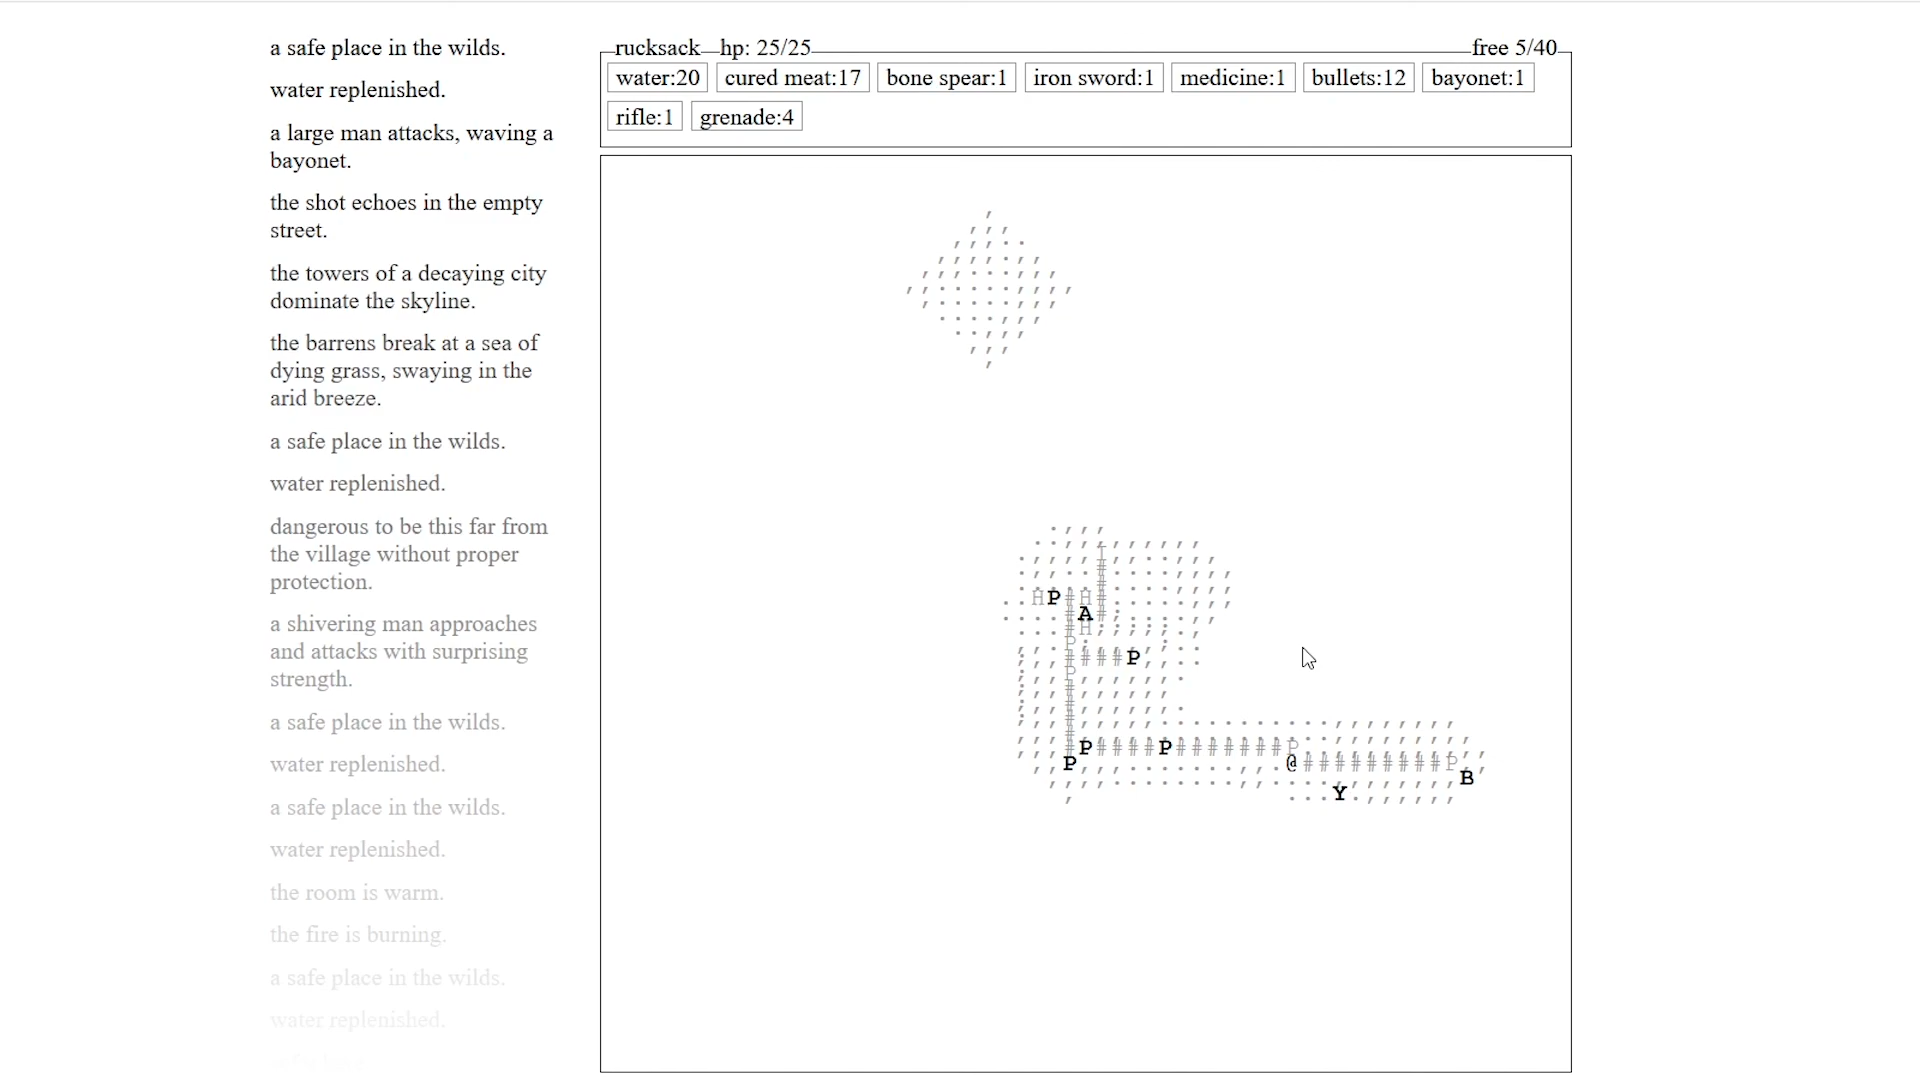 a safe place in the wilds.
water replenished.
a large man attacks, waving a
bayonet.
the shot echoes in the empty
street.
the towers of a decaying city
dominate the skyline.
the barrens break at a sea of
dying grass, swaying in the
arid breeze.
a safe place in the wilds.
water replenished.
dangerous to be this far from
the village without proper
protection.
a shivering man approaches
and attacks with surprising
strength.
a safe place in the wilds.
water replenished.
a safe place in the wilds.
water replenished.
the room is warm.
the fire is burning.
a safe place in the wilds.
water replenished.
rucksack hp: 25/25 free 5/40
water:20 cured meat:17 bone spear:1 iron sword:1 medicine:1 bullets:12 bayonet:1
rifle:1 grenade:4
I
H P # H #
A #
# H
P
# # # # P
P
P # # # # P # # # # # # # P
P @ # # # # # # # # # P
B
Y